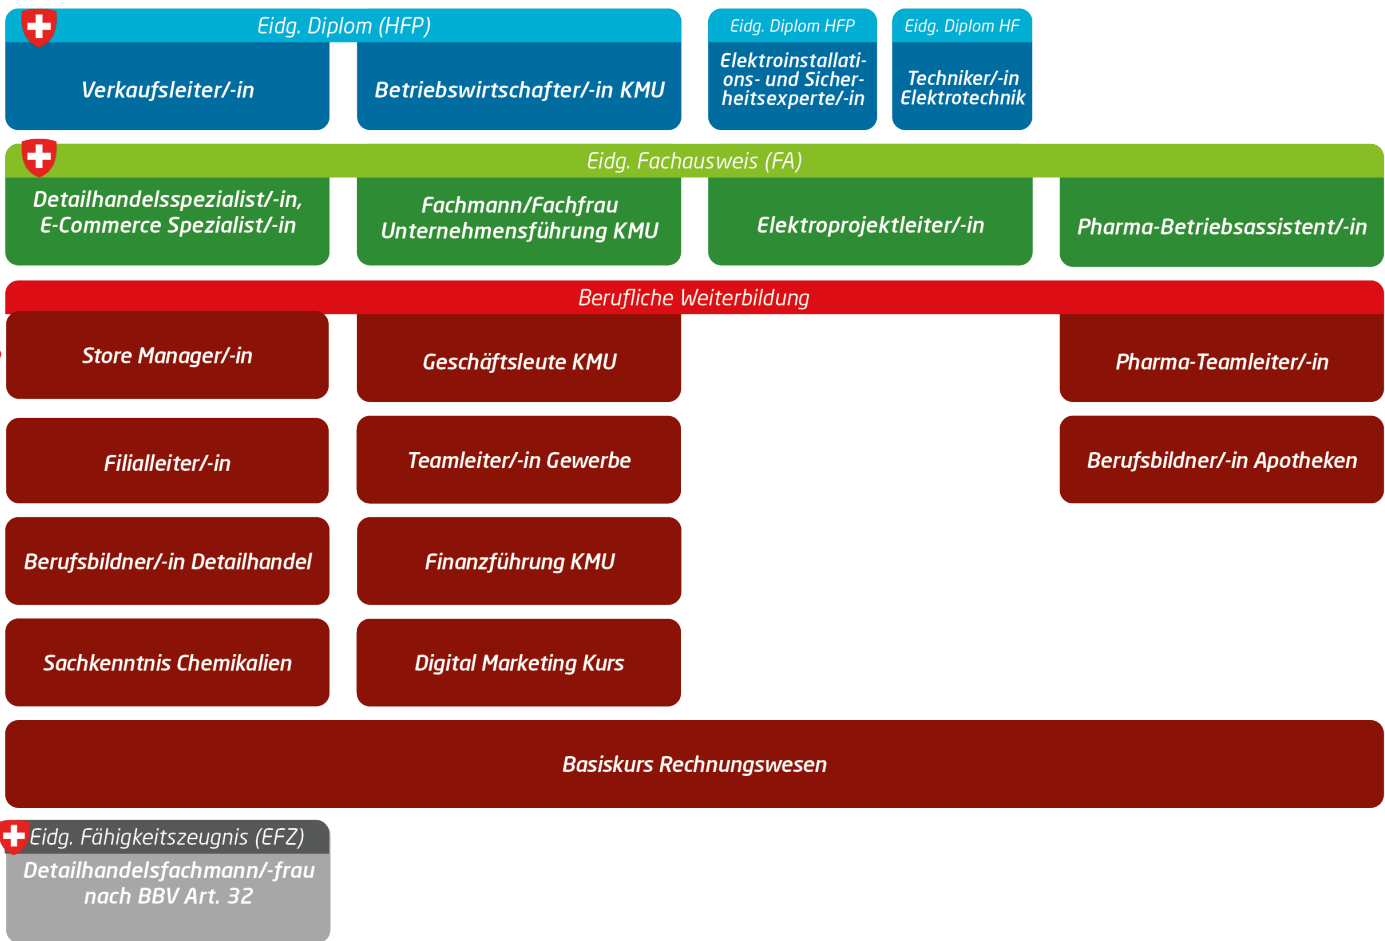 Eidg. Diplom (HFP)
Verkaufsleiter/-in
Betriebswirtschafter/-in KMU
Eidg. Diplom HFP
Elektroinstallati-
ons- und Sicher-
heitsexperte/-in
Eidg. Diplom HF
Techniker/-in
Elektrotechnik
Eidg. Fachausweis (FA)
Detailhandelsspezialist/-in,
E-Commerce Spezialist/-in
Fachmann/Fachfrau
Unternehmensführung KMU
Elektroprojektleiter/-in
Pharma-Betriebsassistent/-in
Berufliche Weiterbildung
Store Manager/-in
Geschäftsleute KMU
Pharma-Teamleiter/-in
Filialleiter/-in
Teamleiter/-in Gewerbe
Berufsbildner/-in Apotheken
Berufsbildner/-in Detailhandel
Finanzführung KMU
Sachkenntnis Chemikalien
Digital Marketing Kurs
Basiskurs Rechnungswesen
Eidg. Fähigkeitszeugnis (EFZ)
Detailhandelsfachmann/-frau
nach BBV Art. 32